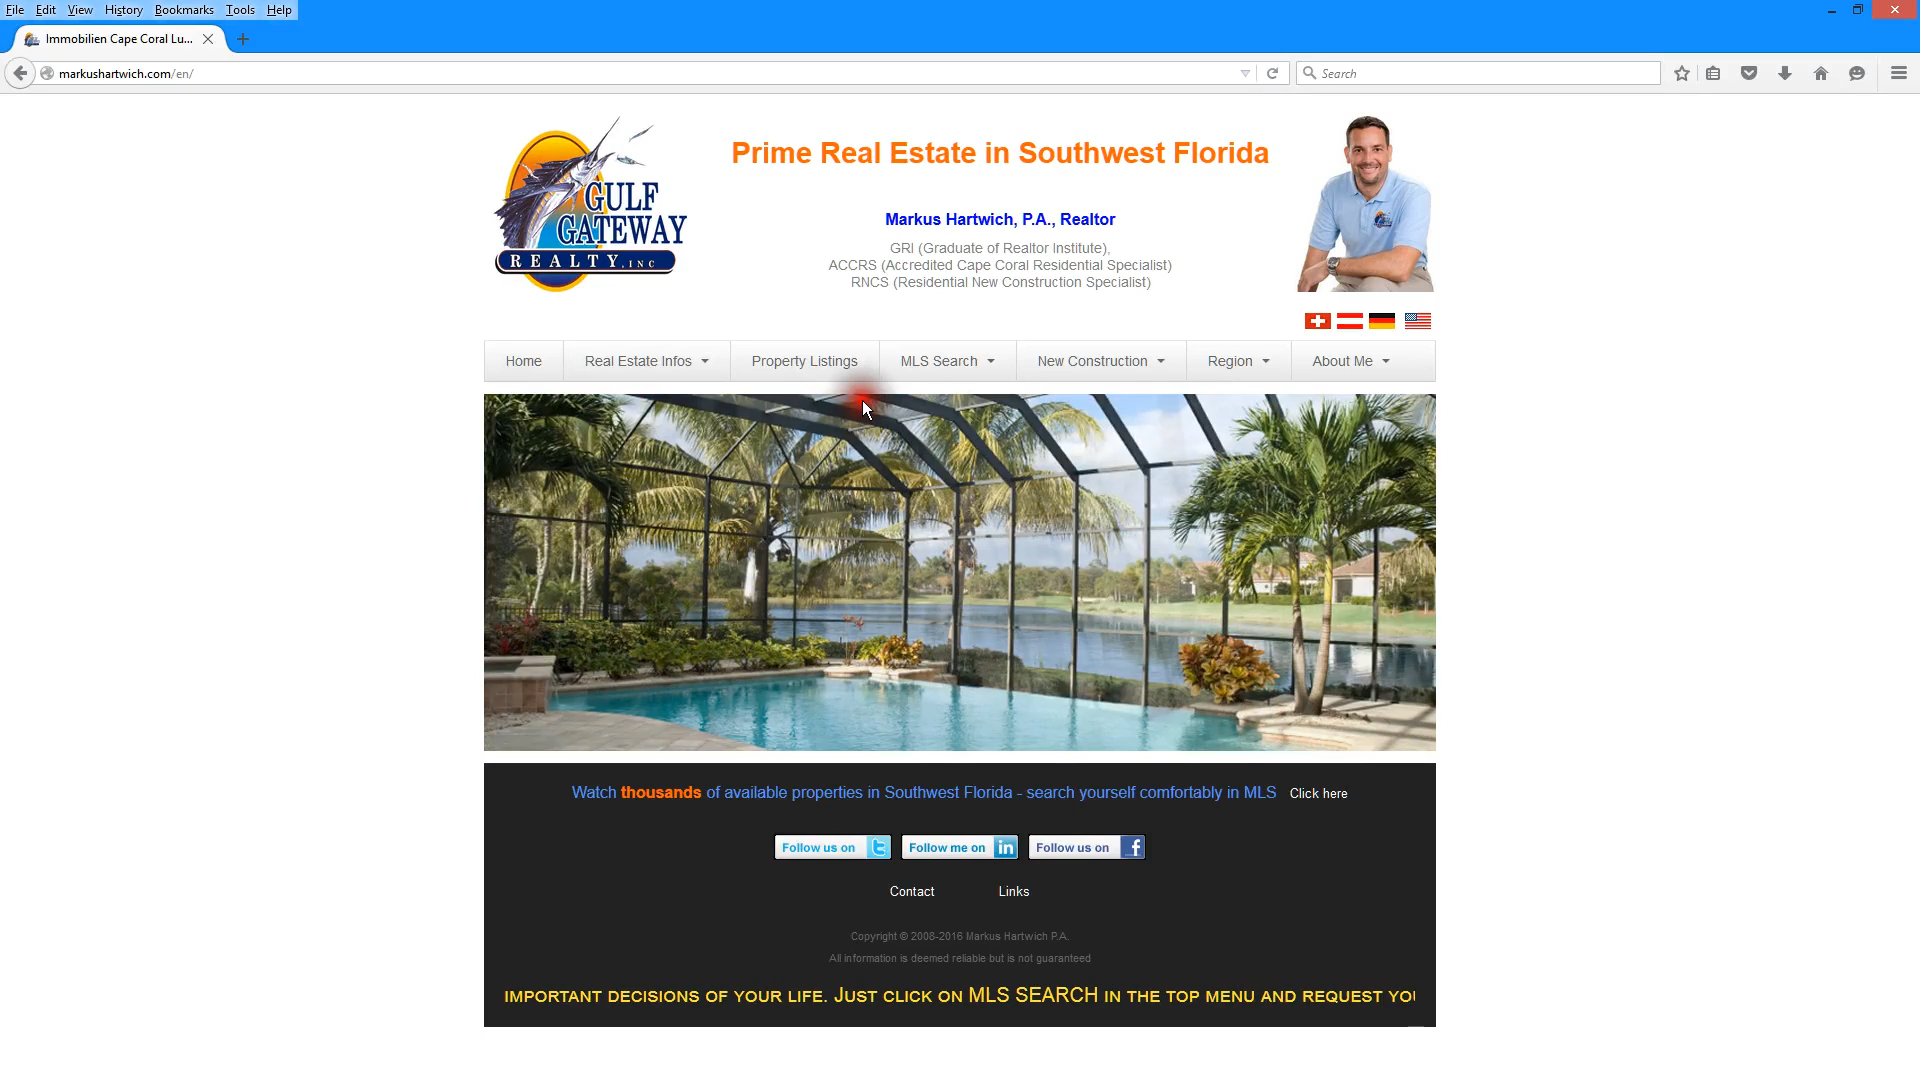 File Edit View History Bookmarks Tools Help
Immobilien Cape Coral Lu...
markushartwich.com/en/
Search
GULF
GATEWAY
REALTY, INC
Prime Real Estate in Southwest Florida
Markus Hartwich, P.A., Realtor
GRI (Graduate of Realtor Institute),
ACCRS (Accredited Cape Coral Residential Specialist)
RNCS (Residential New Construction Specialist)
Home Real Estate Infos Property Listings MLS Search New Construction Region About Me
Watch thousands of available properties in Southwest Florida - search yourself comfortably in MLS Click here
Follow us on Follow me on in Follow us on f
Contact Links
Copyright © 2008-2016 Markus Hartwich P.A.
All information is deemed reliable but is not guaranteed
IMPORTANT DECISIONS OF YOUR LIFE. JUST CLICK ON MLS SEARCH IN THE TOP MENU AND REQUEST YOU